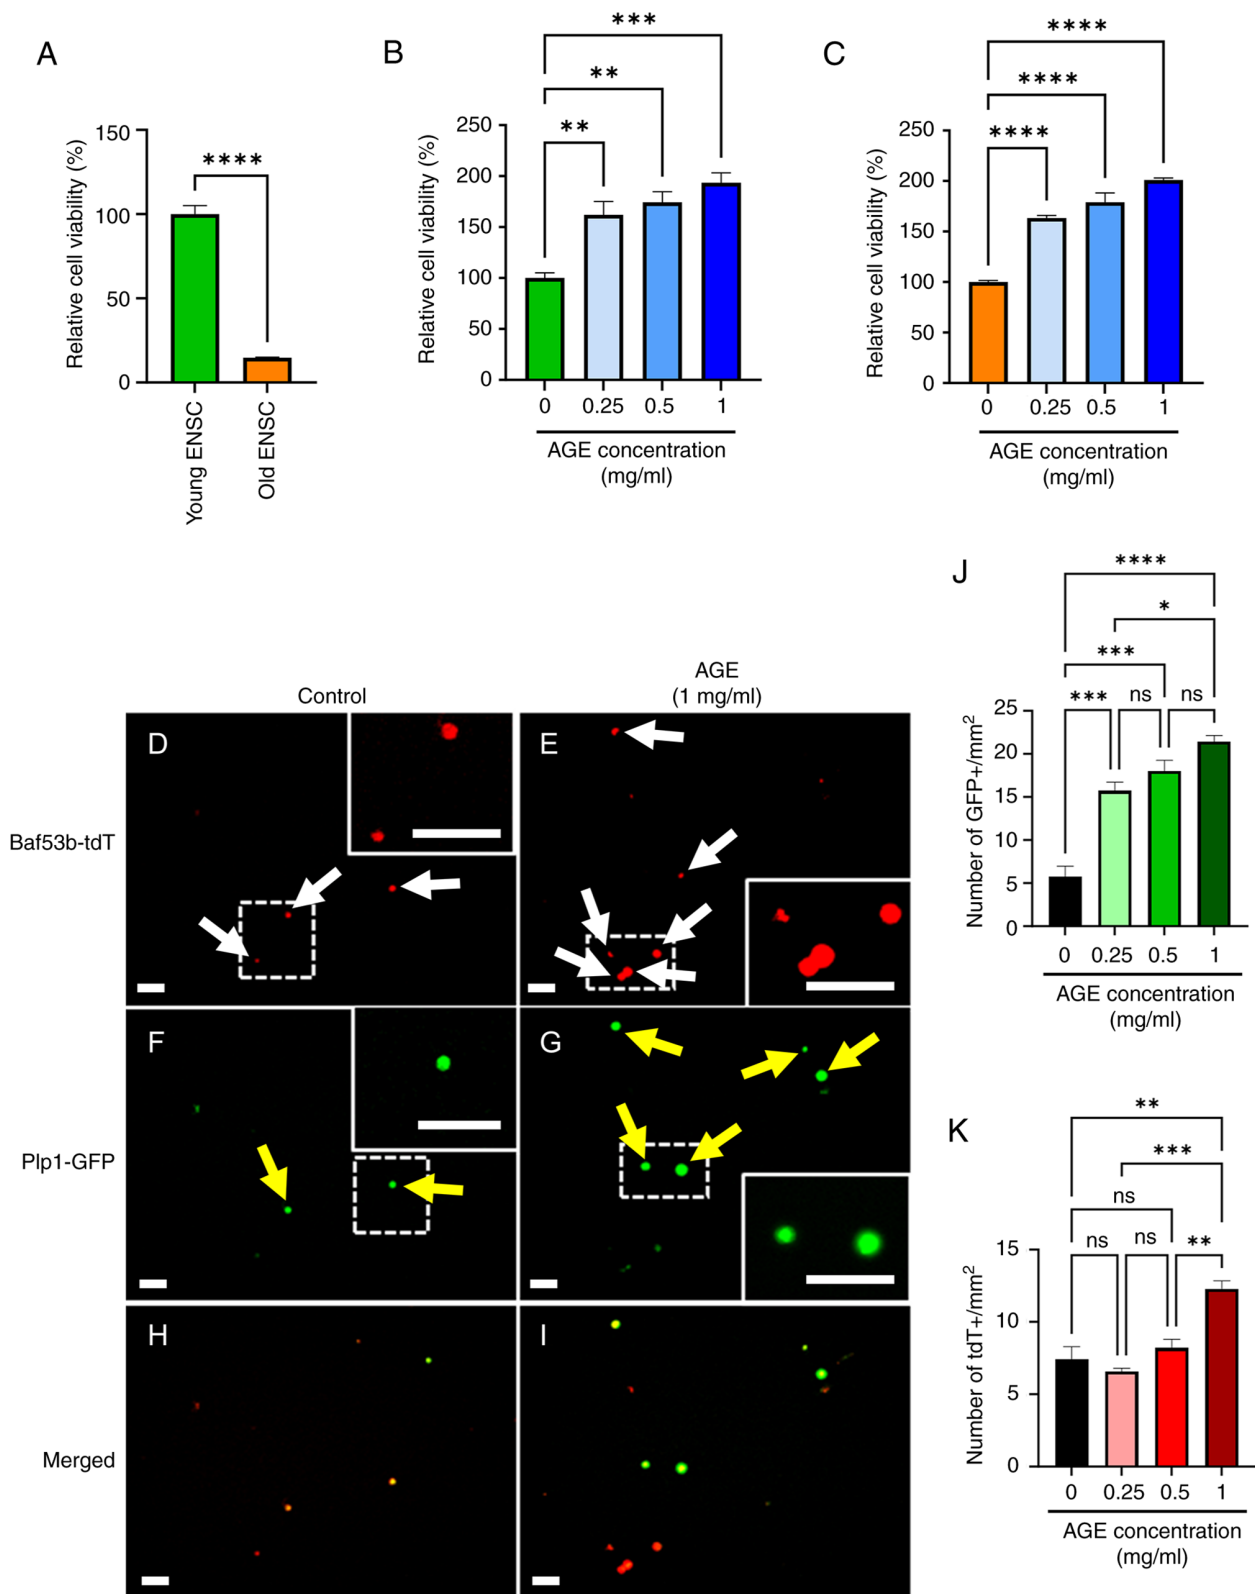 A
Relative cell viability (%)
150
100
50
0
****
Young ENSC
Old ENSC
B
Relative cell viability (%)
250
200
150
100
50
0
***
**
**
0 0.25 0.5 1
AGE concentration
(mg/ml)
C
Relative cell viability (%)
250
200
150
100
50
0
****
****
****
0 0.25 0.5 1
AGE concentration
(mg/ml)
Control
AGE
(1 mg/ml)
Baf53b-tdT
D
E
Plp1-GFP
F
G
Merged
H
I
J
Number of GFP+/mm2
25
20
15
10
5
0
****
*
***
*** ns ns
0 0.25 0.5 1
AGE concentration
(mg/ml)
K
Number of tdT+/mm2
15
10
5
0
**
***
ns
ns ns **
0 0.25 0.5 1
AGE concentration
(mg/ml)